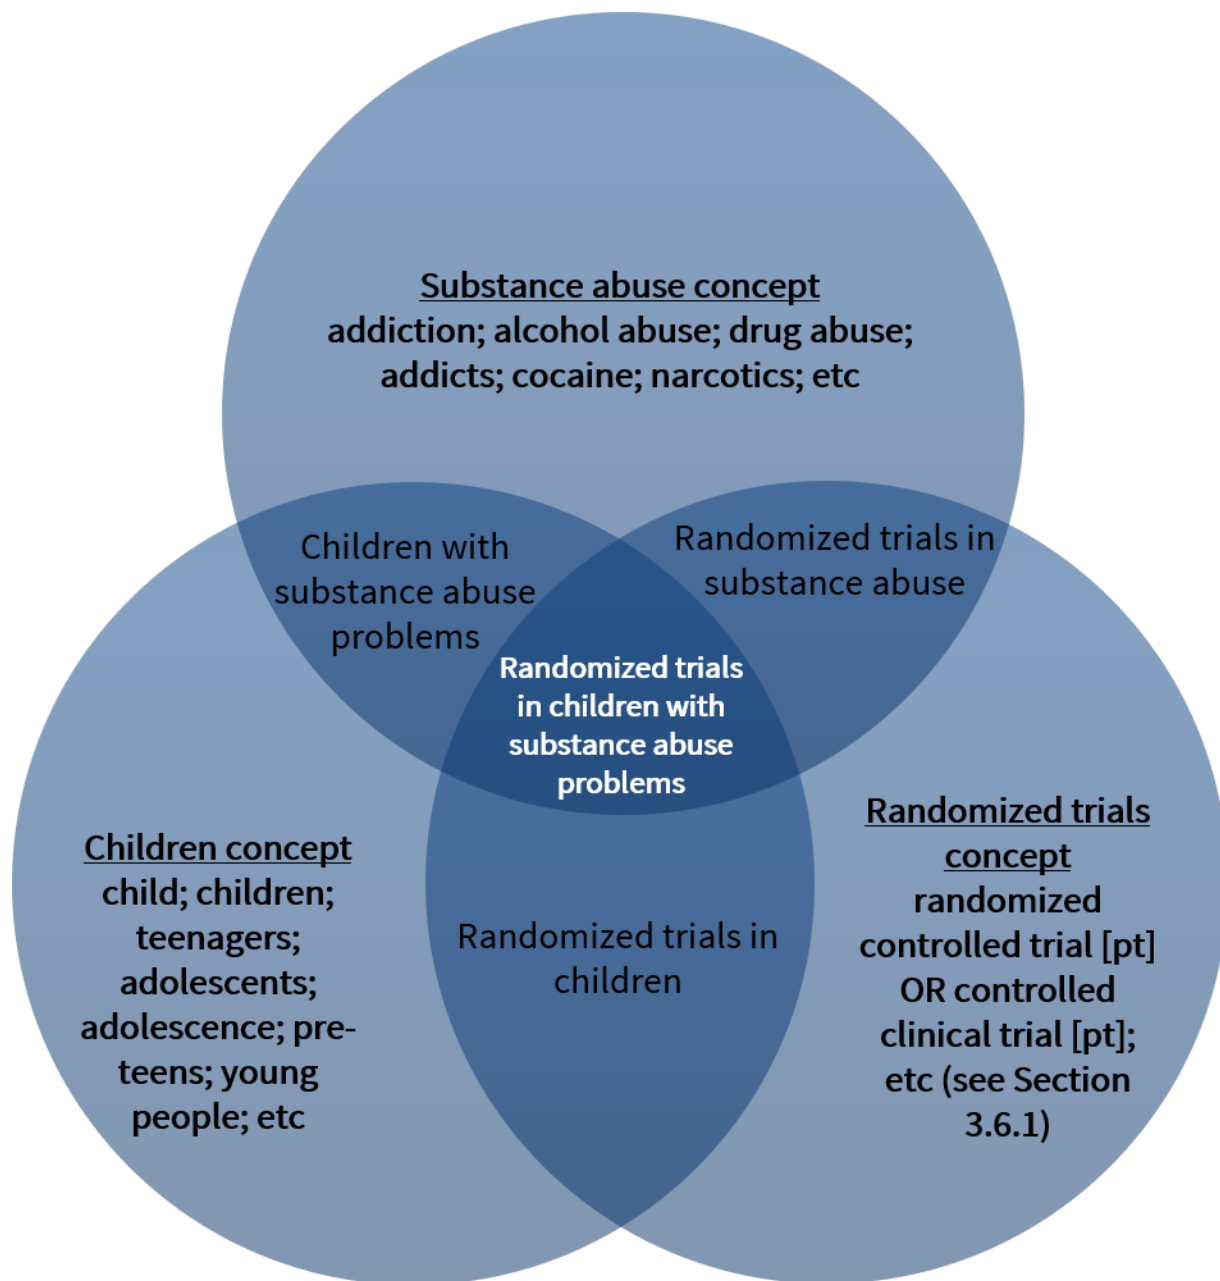 Substance abuse concept
addiction; alcohol abuse; drug abuse;
addicts; cocaine; narcotics; etc
Children with
substance abuse
problems
Randomized trials in
substance abuse
Randomized trials
in children with
substance abuse
problems
Children concept
child; children;
teenagers;
adolescents;
adolescence; pre-
teens; young
people; etc
Randomized trials in
children
Randomized trials
concept
randomized
controlled trial [pt]
OR controlled
clinical trial [pt];
etc (see Section
3.6.1)